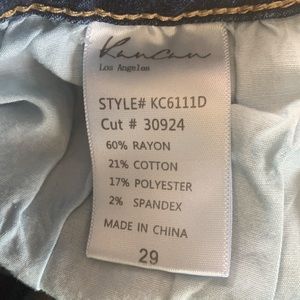 Kancan
Los Angeles
STYLE# KC6111D
Cut # 30924
60% RAYON
21% COTTON
17% POLYESTER
2% SPANDEX
MADE IN CHINA
29